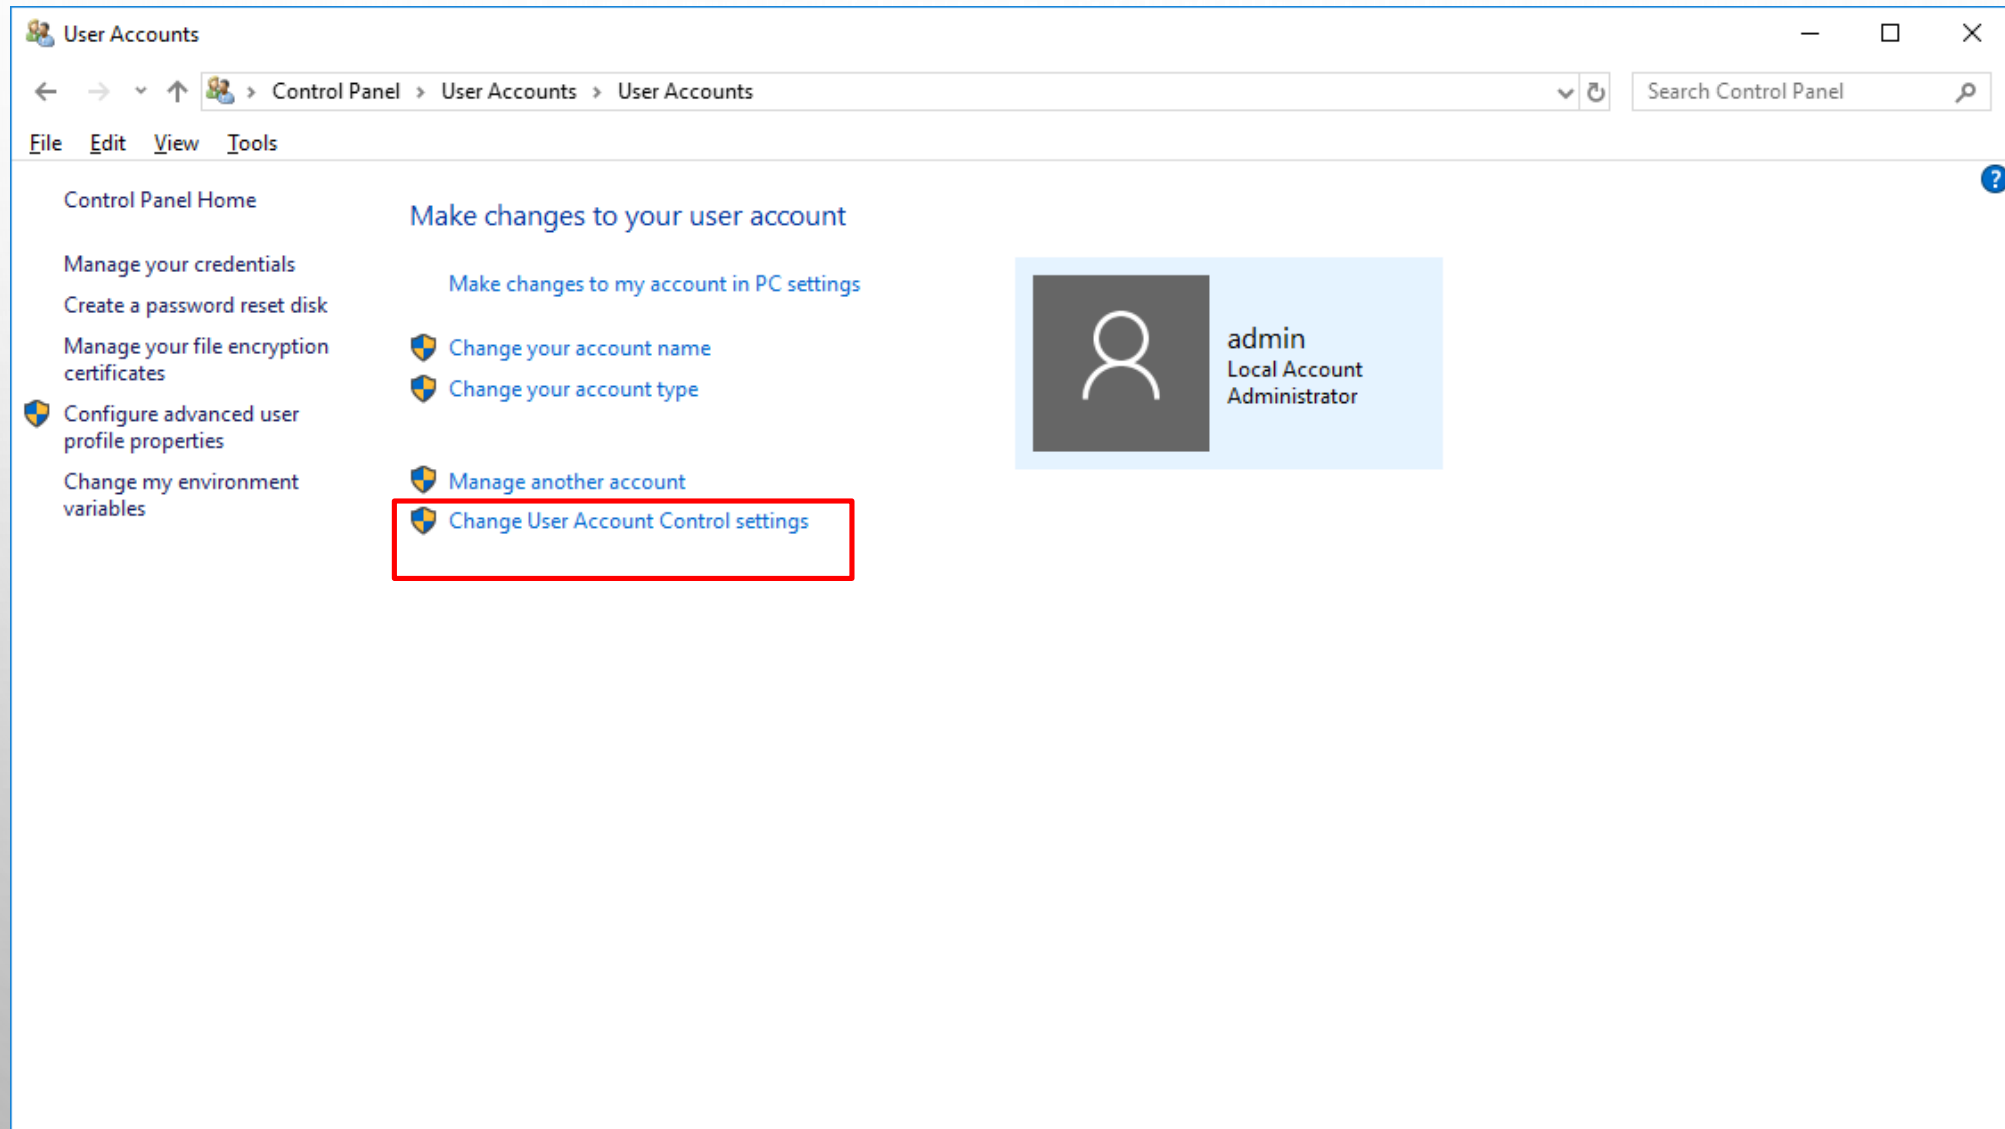 User Accounts
Control Panel > User Accounts > User Accounts
Search Control Panel
File Edit View Tools
?
Control Panel Home
Manage your credentials
Create a password reset disk
Manage your file encryption
certificates
Configure advanced user
profile properties
Change my environment
variables
Make changes to your user account
Make changes to my account in PC settings
Change your account name
Change your account type
Manage another account
Change User Account Control settings
admin
Local Account
Administrator